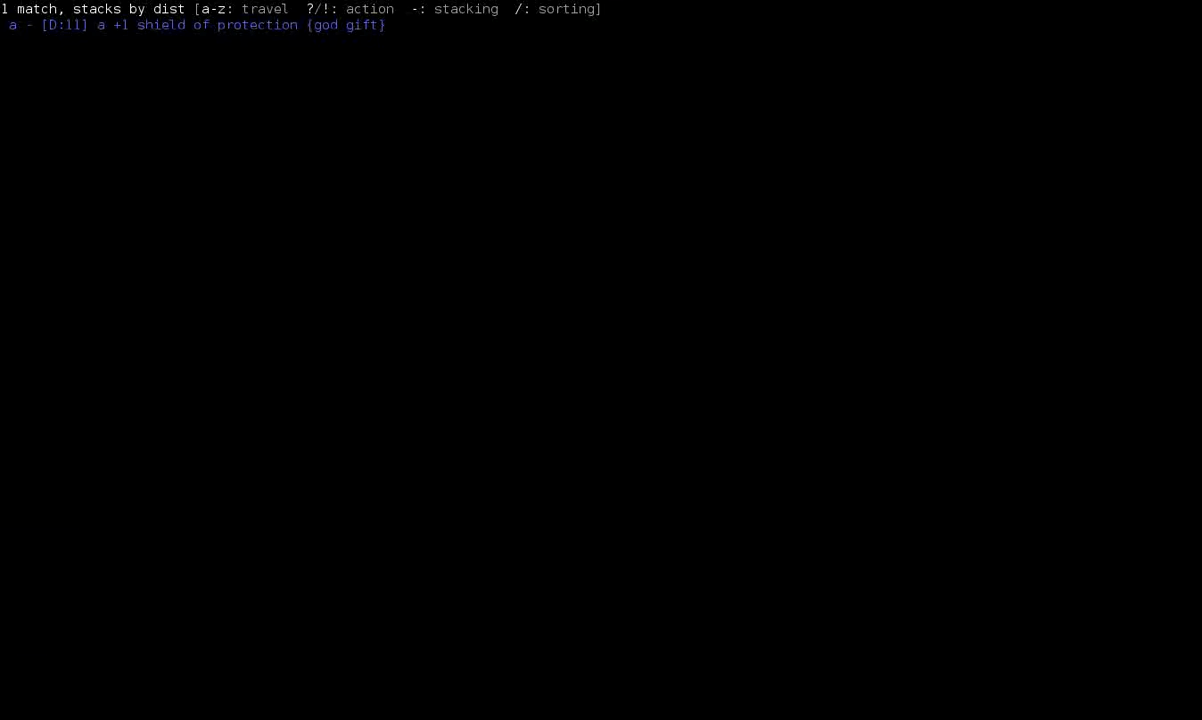 1 match, stacks by dist [a-z: travel  ?/!: action  -: stacking  /: sorting]
a - [D:11] a +1 shield of protection {god gift}